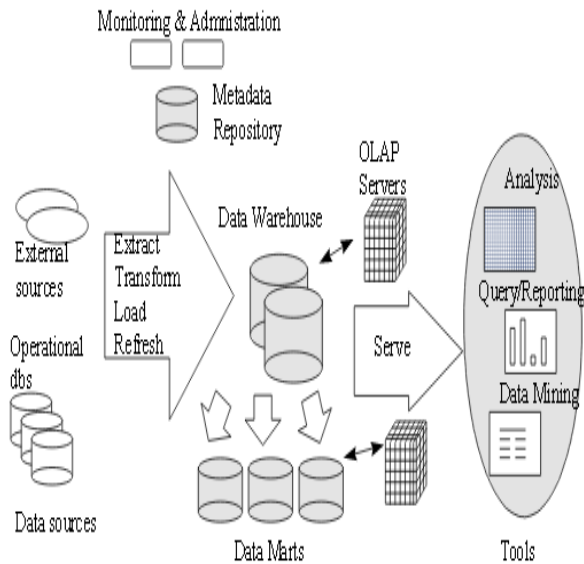 Monitoring & Admnistration
Metadata
Repository
OLAP
Servers
Analysis
Data Warehouse
External
sources
Extract
Transform
Load
Refresh
Query/Reporting
Operational
dbs
Serve
Data Mining
Data sources
Data Marts
Tools